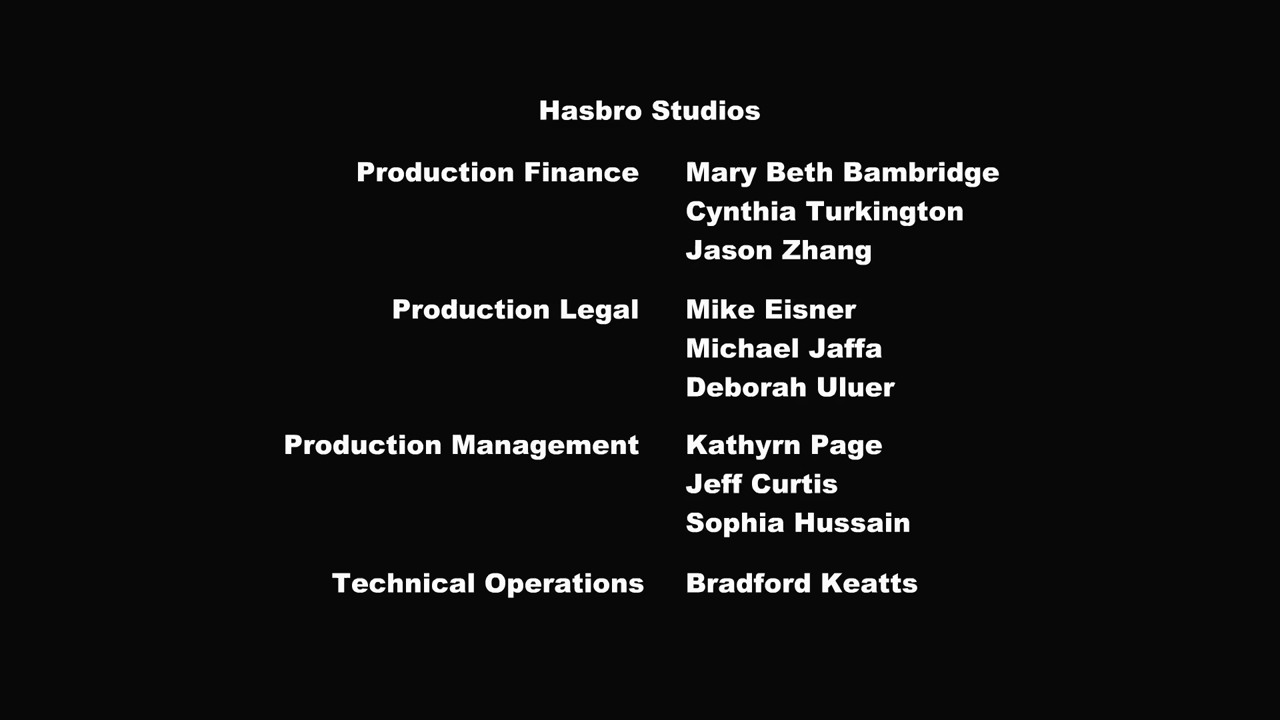 Hasbro Studios
Production Finance Mary Beth Bambridge
Cynthia Turkington
Jason Zhang
Production Legal Mike Eisner
Michael Jaffa
Deborah Uluer
Production Management Kathyrn Page
Jeff Curtis
Sophia Hussain
Technical Operations Bradford Keatts